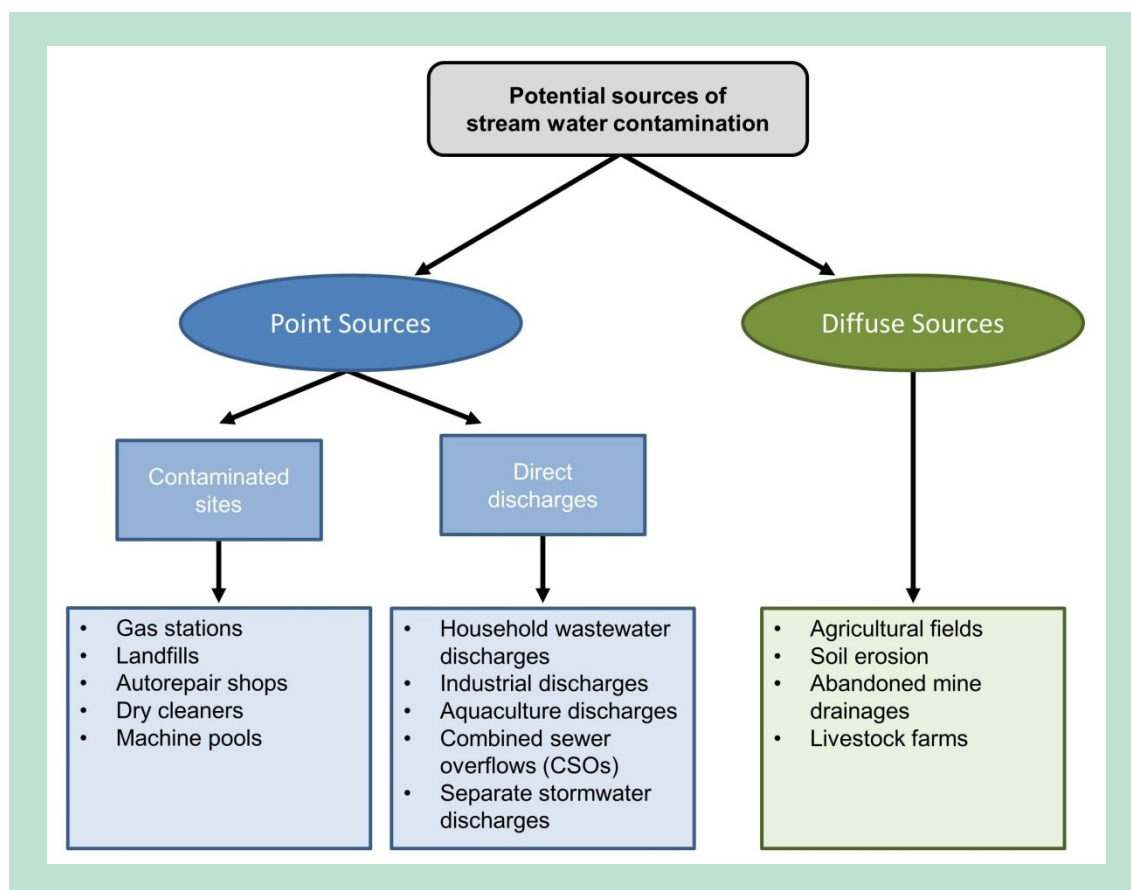 Potential sources of
stream water contamination
Point Sources
Diffuse Sources
Contaminated
sites
Direct
discharges
• Gas stations
• Landfills
• Autorepair shops
• Dry cleaners
• Machine pools
• Household wastewater
discharges
• Industrial discharges
• Aquaculture discharges
• Combined sewer
overflows (CSOs)
• Separate stormwater
discharges
• Agricultural fields
• Soil erosion
• Abandoned mine
drainages
• Livestock farms